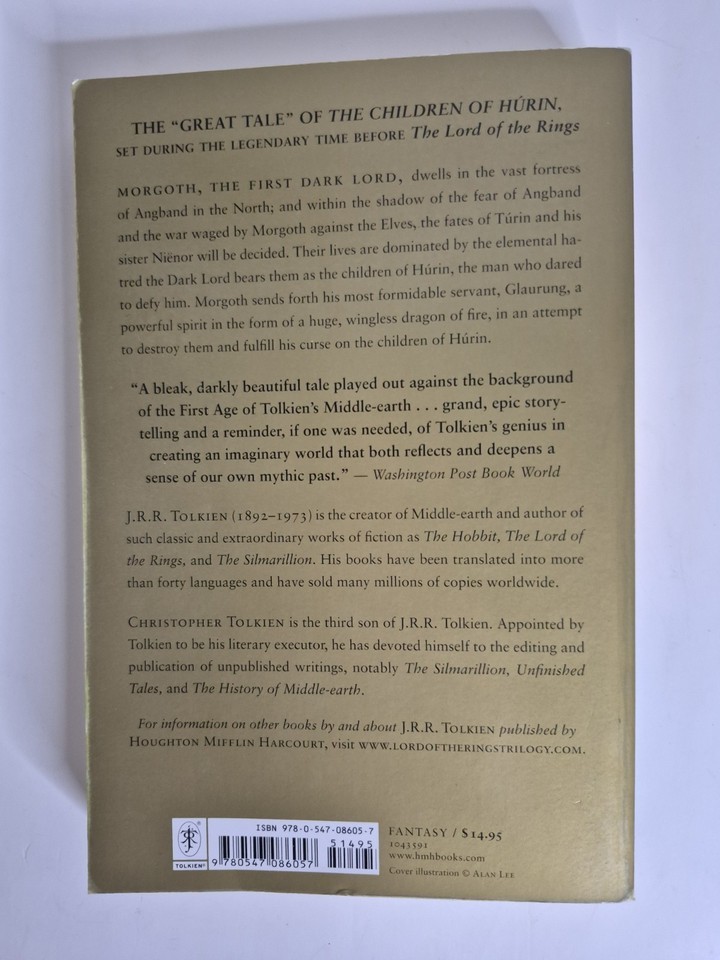 THE “GREAT TALE” OF THE CHILDREN OF HÚRIN,
SET DURING THE LEGENDARY TIME BEFORE The Lord of the Rings
MORGOTH, THE FIRST DARK LORD, dwells in the vast fortress
of Angband in the North; and within the shadow of the fear of Angband
and the war waged by Morgoth against the Elves, the fates of Túrin and his
sister Niënor will be decided. Their lives are dominated by the elemental ha-
tred the Dark Lord bears them as the children of Húrin, the man who dared
to defy him. Morgoth sends forth his most formidable servant, Glaurung, a
powerful spirit in the form of a huge, wingless dragon of fire, in an attempt
to destroy them and fulfill his curse on the children of Húrin.
“A bleak, darkly beautiful tale played out against the background
of the First Age of Tolkien’s Middle-earth . . . grand, epic story-
telling and a reminder, if one was needed, of Tolkien’s genius in
creating an imaginary world that both reflects and deepens a
sense of our own mythic past.” — Washington Post Book World
J.R.R. TOLKIEN (1892–1973) is the creator of Middle-earth and author of
such classic and extraordinary works of fiction as The Hobbit, The Lord of
the Rings, and The Silmarillion. His books have been translated into more
than forty languages and have sold many millions of copies worldwide.
CHRISTOPHER TOLKIEN is the third son of J.R.R. Tolkien. Appointed by
Tolkien to be his literary executor, he has devoted himself to the editing and
publication of unpublished writings, notably The Silmarillion, Unfinished
Tales, and The History of Middle-earth.
For information on other books by and about J.R.R. TOLKIEN published by
HOUGHTON MIFFLIN HARCOURT, visit WWW.LORDOFTHERINGSTRILOGY.COM.
ISBN 978-0-547-08605-7
51495
9 780547 086057
TOLKIEN®
FANTASY / $14.95
1043591
www.hmhbooks.com
Cover illustration © ALAN LEE